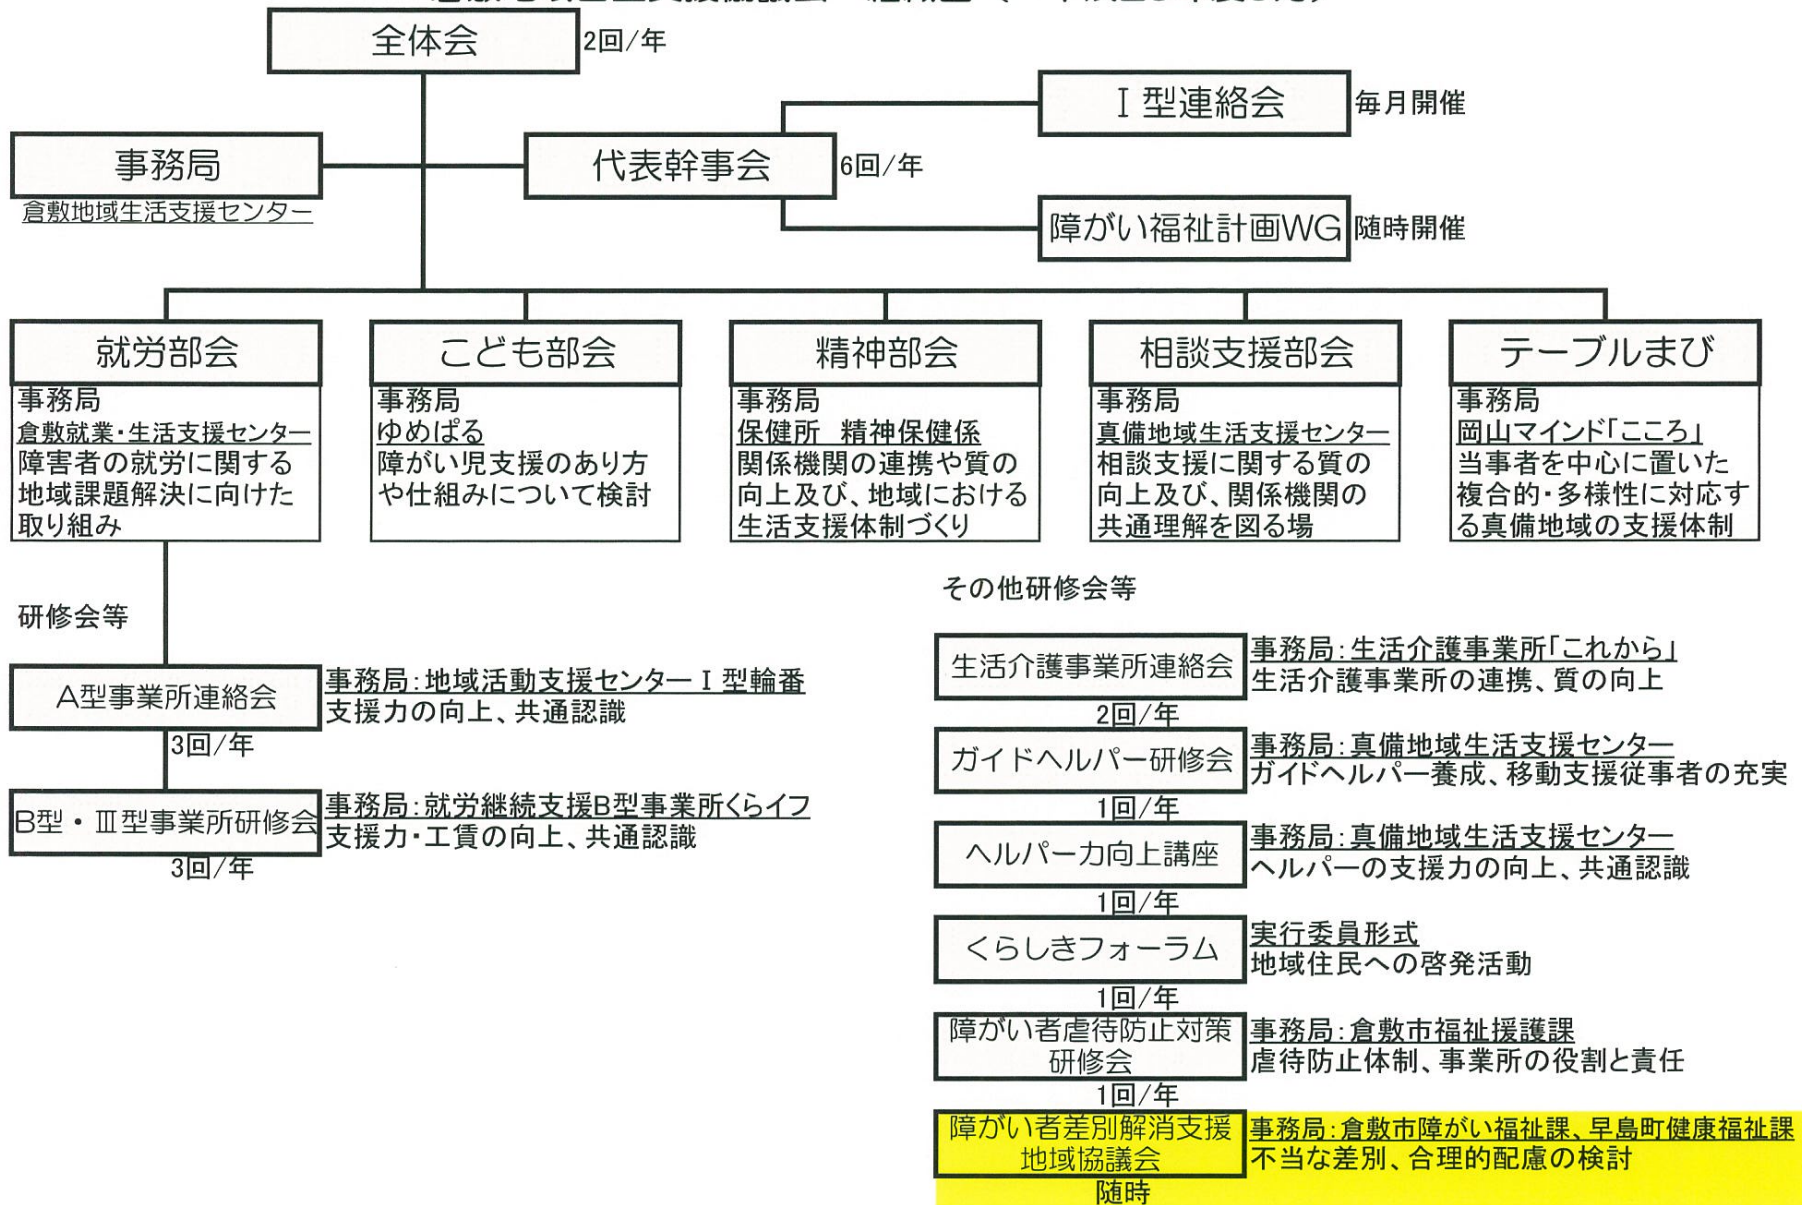 全体会
2回/年
Ⅰ型連絡会
毎月開催
事務局
代表幹事会
6回/年
倉敷地域生活支援センター
障がい福祉計画WG
随時開催
就労部会
事務局
倉敷就業・生活支援センター
障害者の就労に関する
地域課題解決に向けた
取り組み
こども部会
事務局
ゆめぱる
障がい児支援のあり方
や仕組みについて検討
精神部会
事務局
保健所　精神保健係
関係機関の連携や質の
向上及び、地域における
生活支援体制づくり
相談支援部会
事務局
真備地域生活支援センター
相談支援に関する質の
向上及び、関係機関の
共通理解を図る場
テーブルまび
事務局
岡山マインド「こころ」
当事者を中心に置いた
複合的・多様性に対応す
る真備地域の支援体制
研修会等
A型事業所連絡会
事務局:地域活動支援センターⅠ型輪番
支援力の向上、共通認識
3回/年
B型・Ⅲ型事業所研修会
事務局:就労継続支援B型事業所くらイフ
支援力・工賃の向上、共通認識
3回/年
その他研修会等
生活介護事業所連絡会
事務局:生活介護事業所「これから」
生活介護事業所の連携、質の向上
2回/年
ガイドヘルパー研修会
事務局:真備地域生活支援センター
ガイドヘルパー養成、移動支援従事者の充実
1回/年
ヘルパー力向上講座
事務局:真備地域生活支援センター
ヘルパーの支援力の向上、共通認識
1回/年
くらしきフォーラム
実行委員形式
地域住民への啓発活動
1回/年
障がい者虐待防止対策
研修会
事務局:倉敷市福祉援護課
虐待防止体制、事業所の役割と責任
1回/年
障がい者差別解消支援
地域協議会
事務局:倉敷市障がい福祉課、早島町健康福祉課
不当な差別、合理的配慮の検討
随時